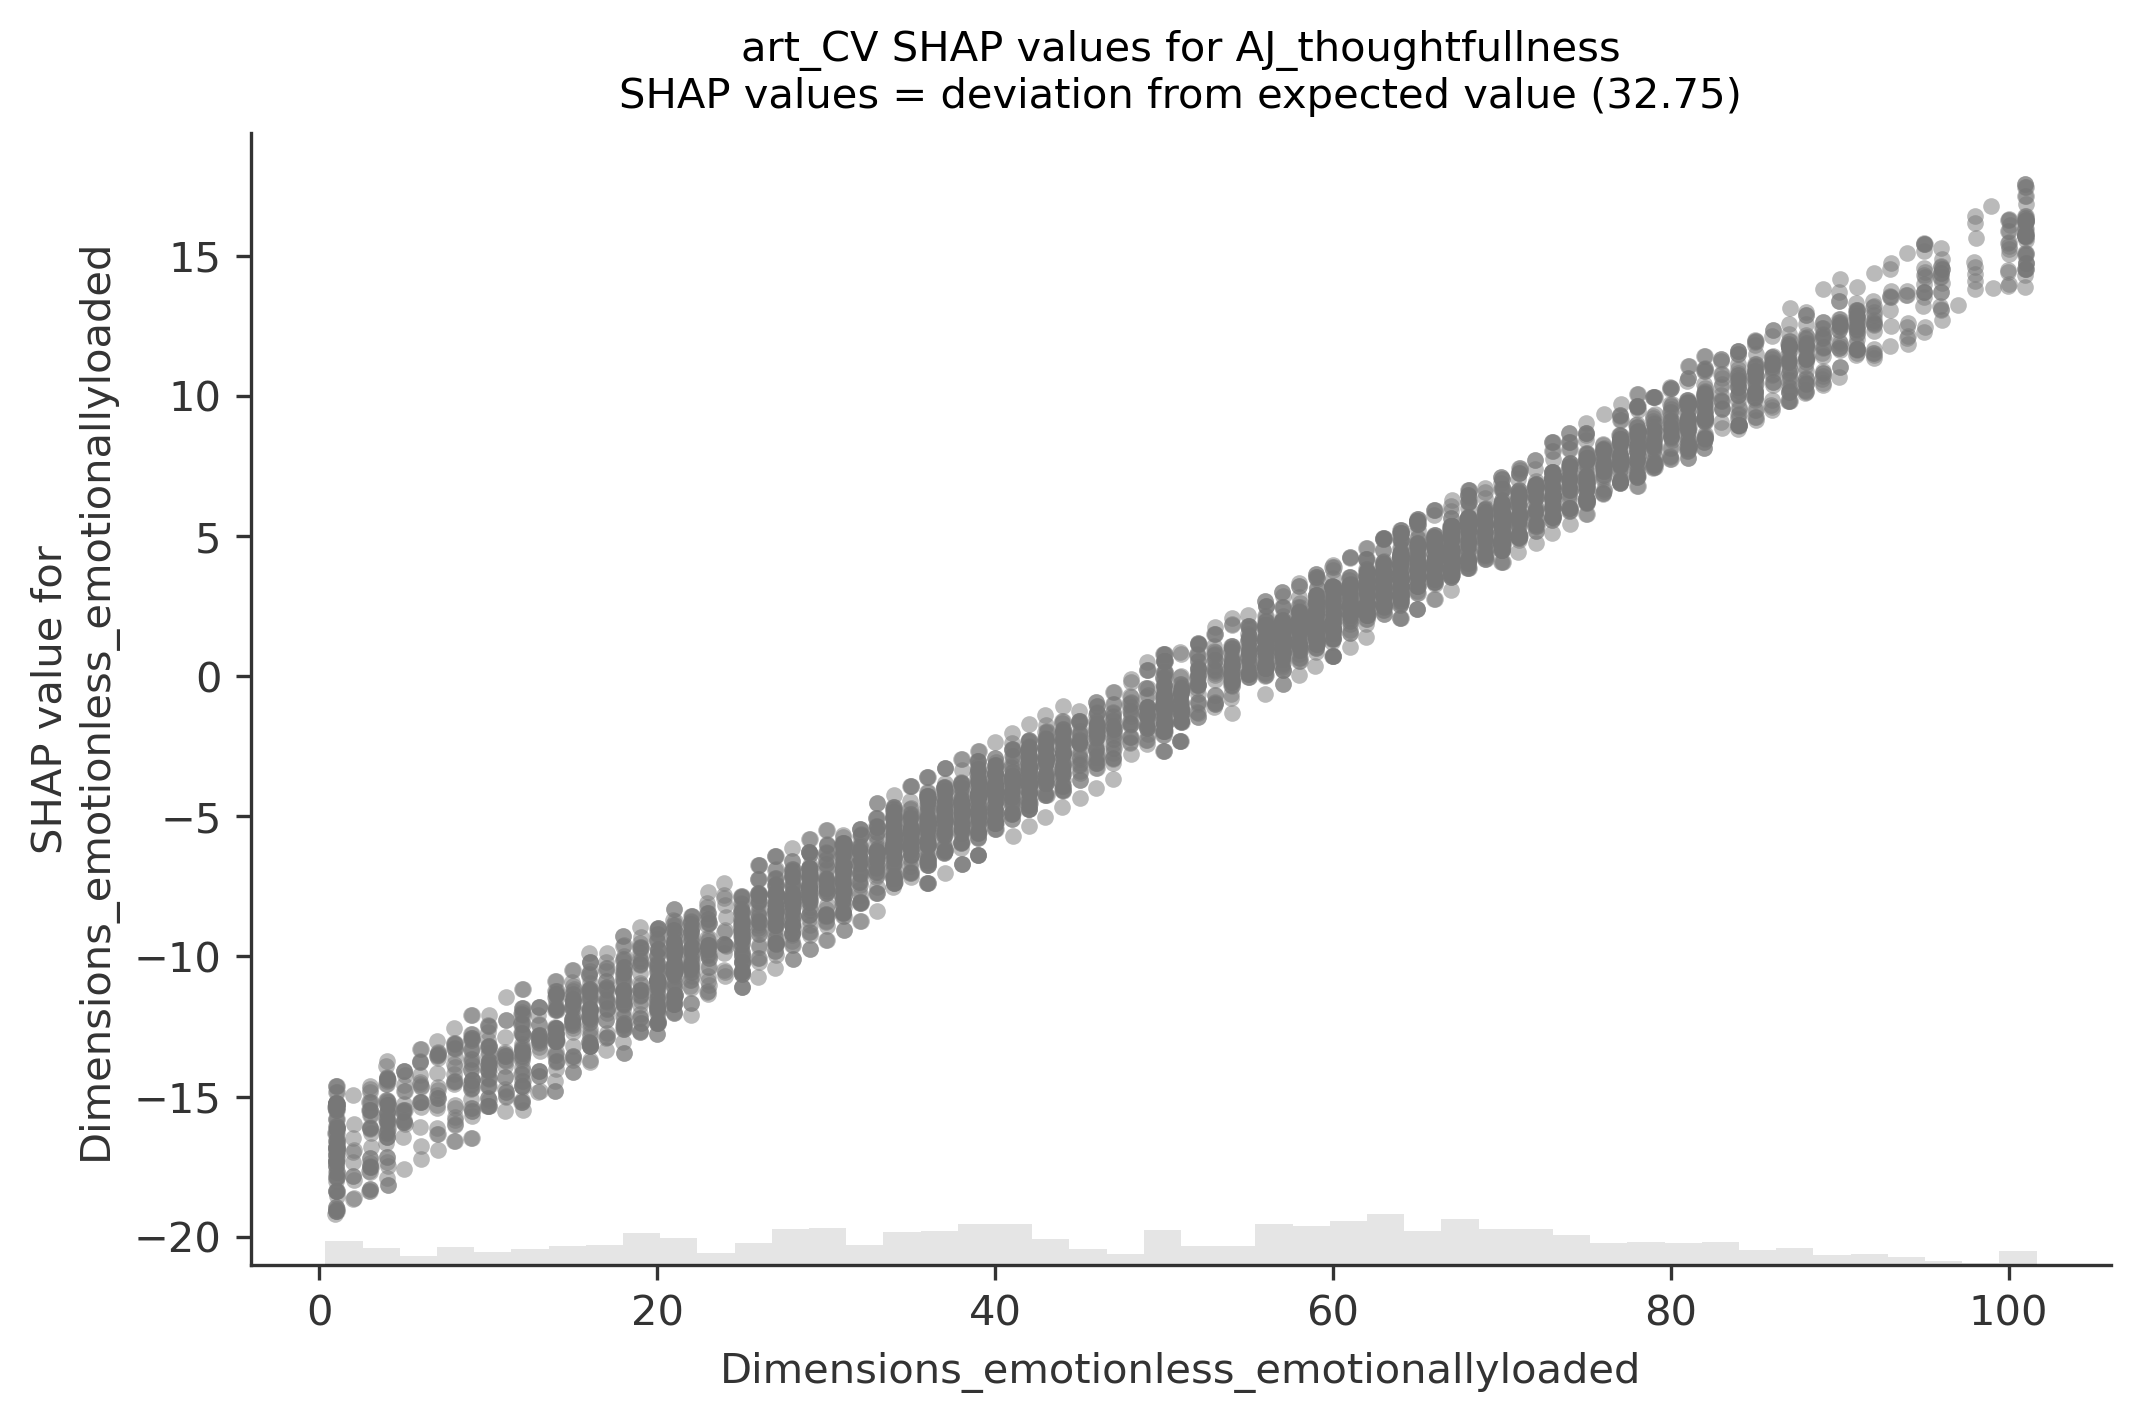 art_CV SHAP values for AJ_thoughtfullness
SHAP values = deviation from expected value (32.75)
SHAP value for
Dimensions_emotionless_emotionallyloaded
15
10
5
0
−5
−10
−15
−20
0
20
40
60
80
100
Dimensions_emotionless_emotionallyloaded